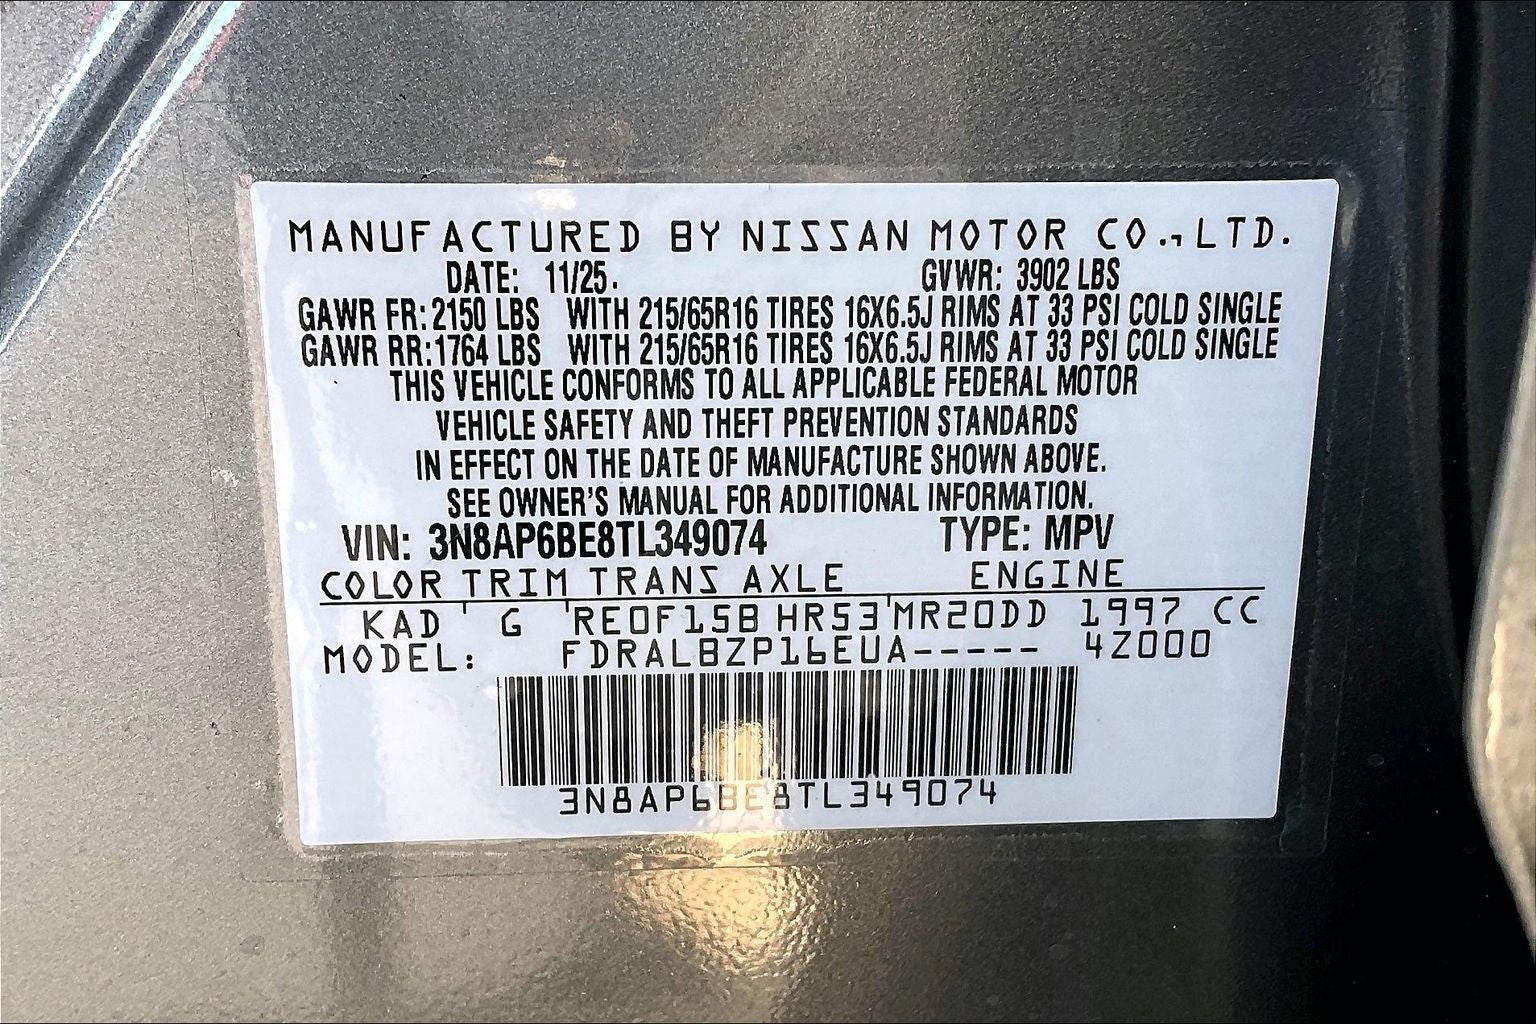 MANUFACTURED BY NISSAN MOTOR CO., LTD.
DATE: 11/25. GVWR: 3902 LBS
GAWR FR: 2150 LBS WITH 215/65R16 TIRES 16X6.5J RIMS AT 33 PSI COLD SINGLE
GAWR RR: 1764 LBS WITH 215/65R16 TIRES 16X6.5J RIMS AT 33 PSI COLD SINGLE
THIS VEHICLE CONFORMS TO ALL APPLICABLE FEDERAL MOTOR
VEHICLE SAFETY AND THEFT PREVENTION STANDARDS
IN EFFECT ON THE DATE OF MANUFACTURE SHOWN ABOVE.
SEE OWNER'S MANUAL FOR ADDITIONAL INFORMATION.
VIN: 3N8AP6BE8TL349074 TYPE: MPV
COLOR TRIM TRANS AXLE ENGINE
KAD G RE0F15B HR53 MR20DD 1997 CC
MODEL: FDRALBZP16EUA----- 4Z000
3N8AP6BE8TL349074